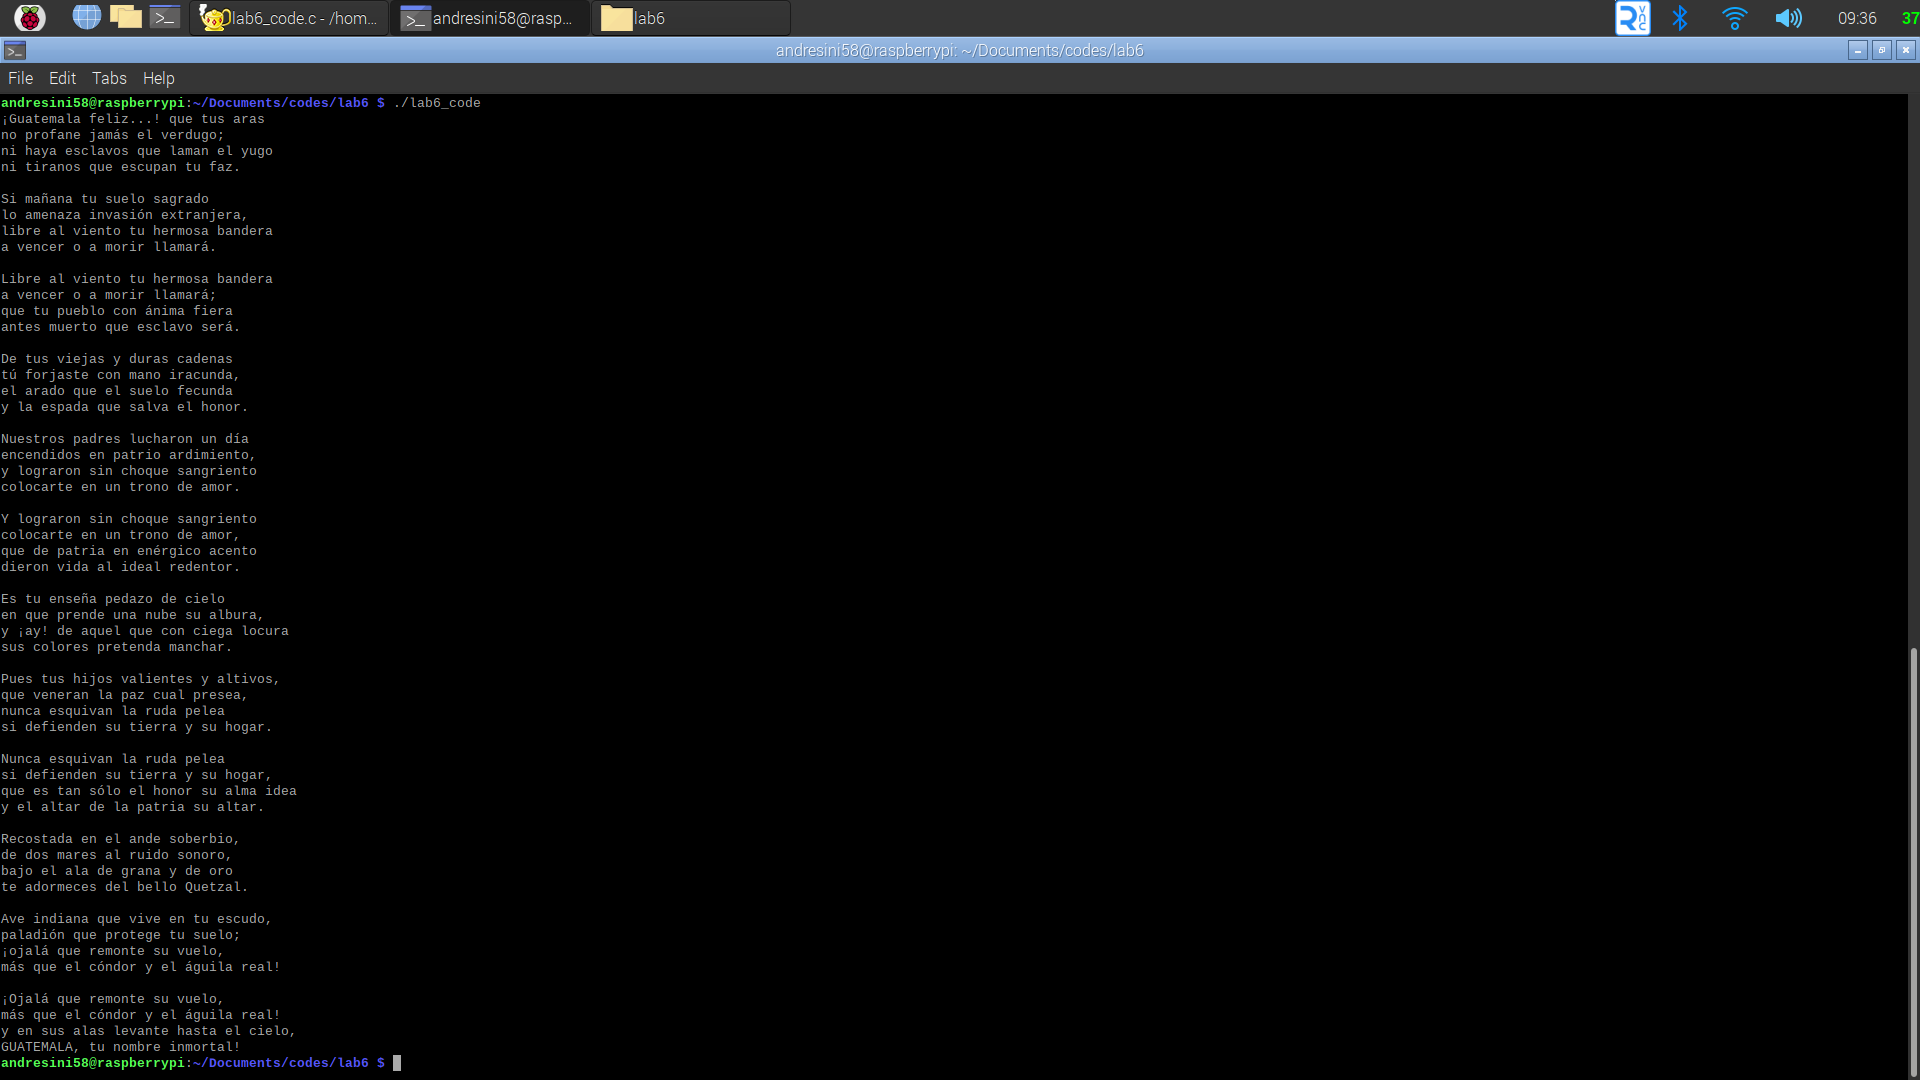 lab6_code.c - /hom...
andresini58@rasp...
lab6
09:36
37
andresini58@raspberrypi: ~/Documents/codes/lab6
File Edit Tabs Help
andresini58@raspberrypi:~/Documents/codes/lab6 $ ./lab6_code
¡Guatemala feliz...! que tus aras
no profane jamás el verdugo;
ni haya esclavos que laman el yugo
ni tiranos que escupan tu faz.

Si mañana tu suelo sagrado
lo amenaza invasión extranjera,
libre al viento tu hermosa bandera
a vencer o a morir llamará.

Libre al viento tu hermosa bandera
a vencer o a morir llamará;
que tu pueblo con ánima fiera
antes muerto que esclavo será.

De tus viejas y duras cadenas
tú forjaste con mano iracunda,
el arado que el suelo fecunda
y la espada que salva el honor.

Nuestros padres lucharon un día
encendidos en patrio ardimiento,
y lograron sin choque sangriento
colocarte en un trono de amor.

Y lograron sin choque sangriento
colocarte en un trono de amor,
que de patria en enérgico acento
dieron vida al ideal redentor.

Es tu enseña pedazo de cielo
en que prende una nube su albura,
y ¡ay! de aquel que con ciega locura
sus colores pretenda manchar.

Pues tus hijos valientes y altivos,
que veneran la paz cual presea,
nunca esquivan la ruda pelea
si defienden su tierra y su hogar.

Nunca esquivan la ruda pelea
si defienden su tierra y su hogar,
que es tan sólo el honor su alma idea
y el altar de la patria su altar.

Recostada en el ande soberbio,
de dos mares al ruido sonoro,
bajo el ala de grana y de oro
te adormeces del bello Quetzal.

Ave indiana que vive en tu escudo,
paladión que protege tu suelo;
¡ojalá que remonte su vuelo,
más que el cóndor y el águila real!

¡Ojalá que remonte su vuelo,
más que el cóndor y el águila real!
y en sus alas levante hasta el cielo,
GUATEMALA, tu nombre inmortal!
andresini58@raspberrypi:~/Documents/codes/lab6 $